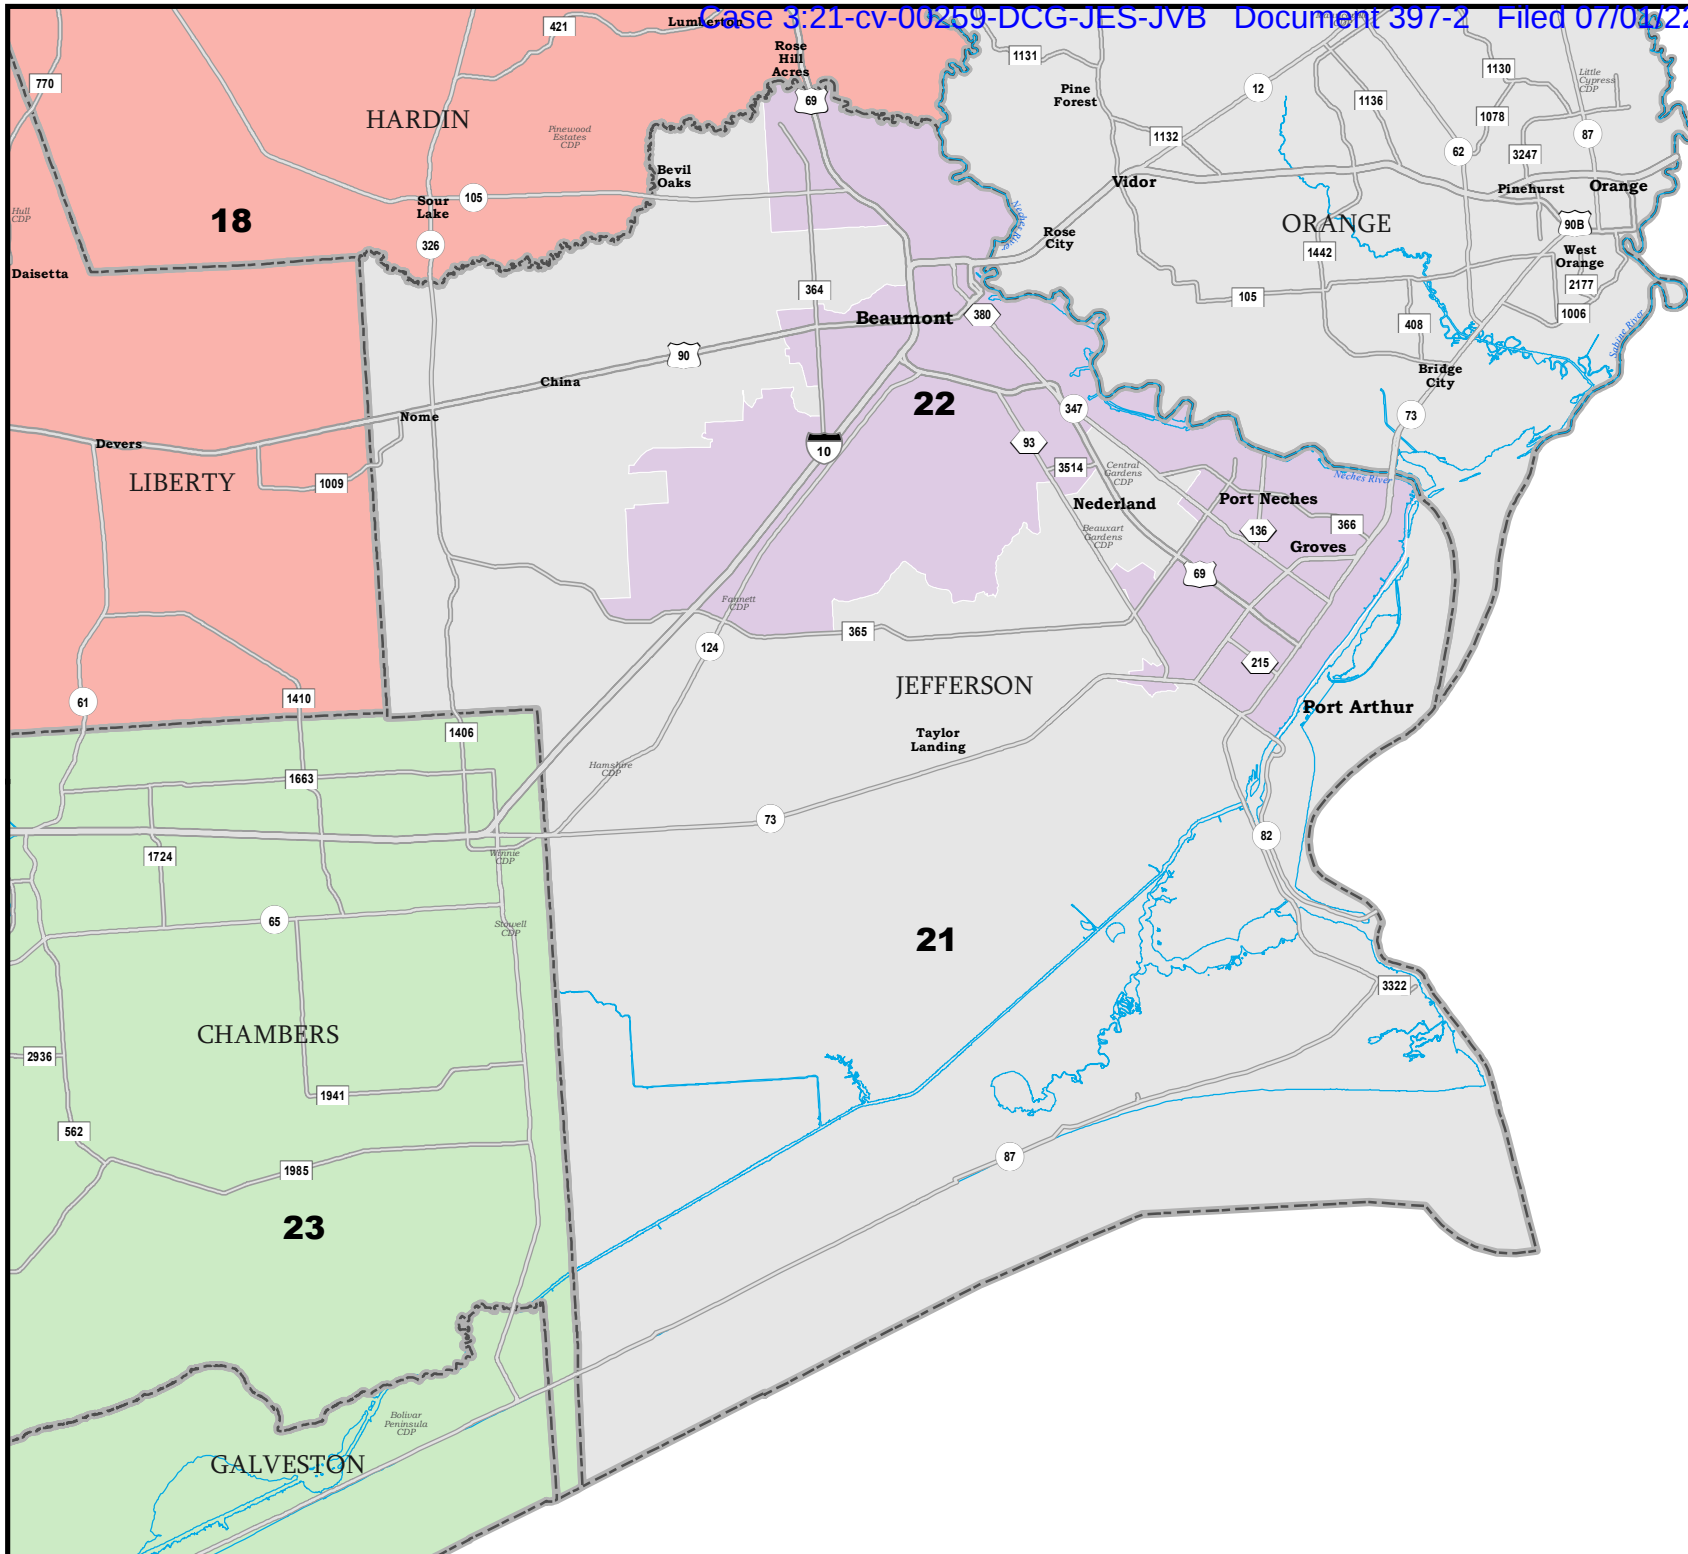 Case 3:21-cv-00259-DCG-JES-JVB Document 397-2 Filed 07/01/22
421
Lumberton
770
Rose
Hill
Acres
1131
69
HARDIN
Pinewood
Estates
CDP
Pine
Forest
12
1136
1130
Little
Cypress
CDP
1078
1132
62
3247
87
Bevil
Oaks
Vidor
Pinehurst
Orange
Hull
CDP
18
Sour
Lake
105
326
Neches River
Rose
City
ORANGE
90B
1442
West
Orange
Daisetta
364
105
2177
1006
Beaumont
380
408
Sabine River
90
China
Bridge
City
22
347
73
Nome
Devers
10
93
3514
Central
Gardens
CDP
Neches River
LIBERTY
1009
Nederland
Port Neches
Beauxart
Gardens
CDP
136
366
Groves
69
Fannett
CDP
365
124
215
JEFFERSON
61
1410
Port Arthur
1406
Taylor
Landing
Hamshire
CDP
1663
73
82
1724
Winnie
CDP
65
Stowell
CDP
21
3322
CHAMBERS
2936
1941
562
87
1985
23
Bolivar
Peninsula
CDP
GALVESTON